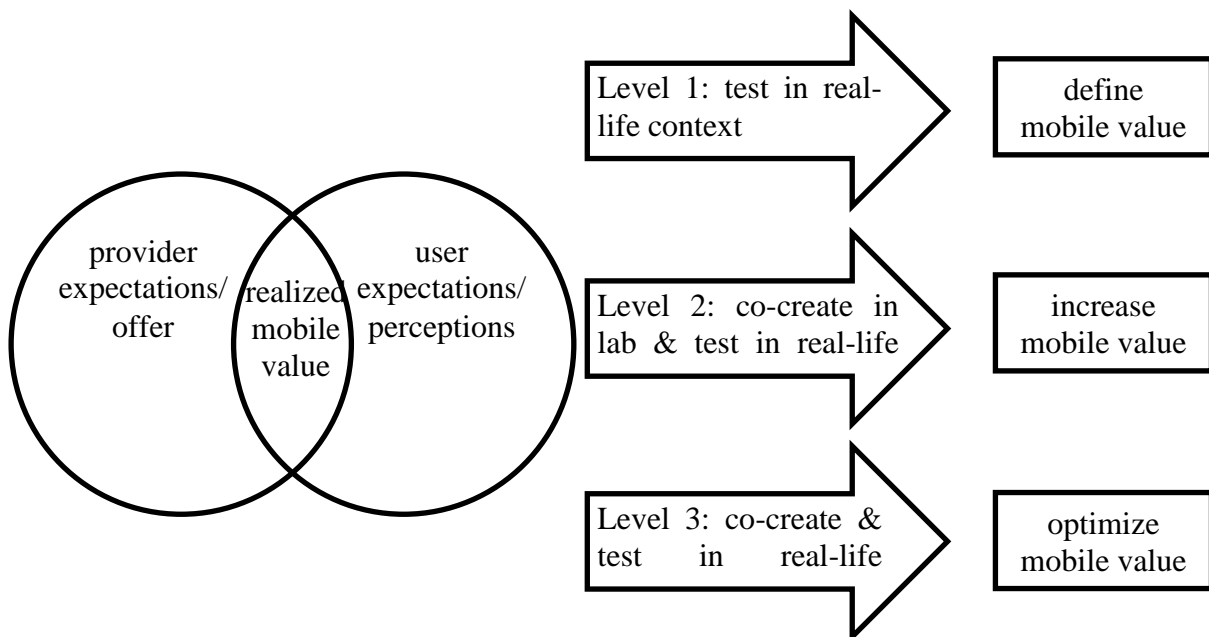 provider
expectations/
offer
realized
mobile
value
user
expectations/
perceptions
Level 1: test in real-
life context
define
mobile value
Level 2: co-create in
lab & test in real-life
increase
mobile value
Level 3: co-create &
test in real-life
optimize
mobile value